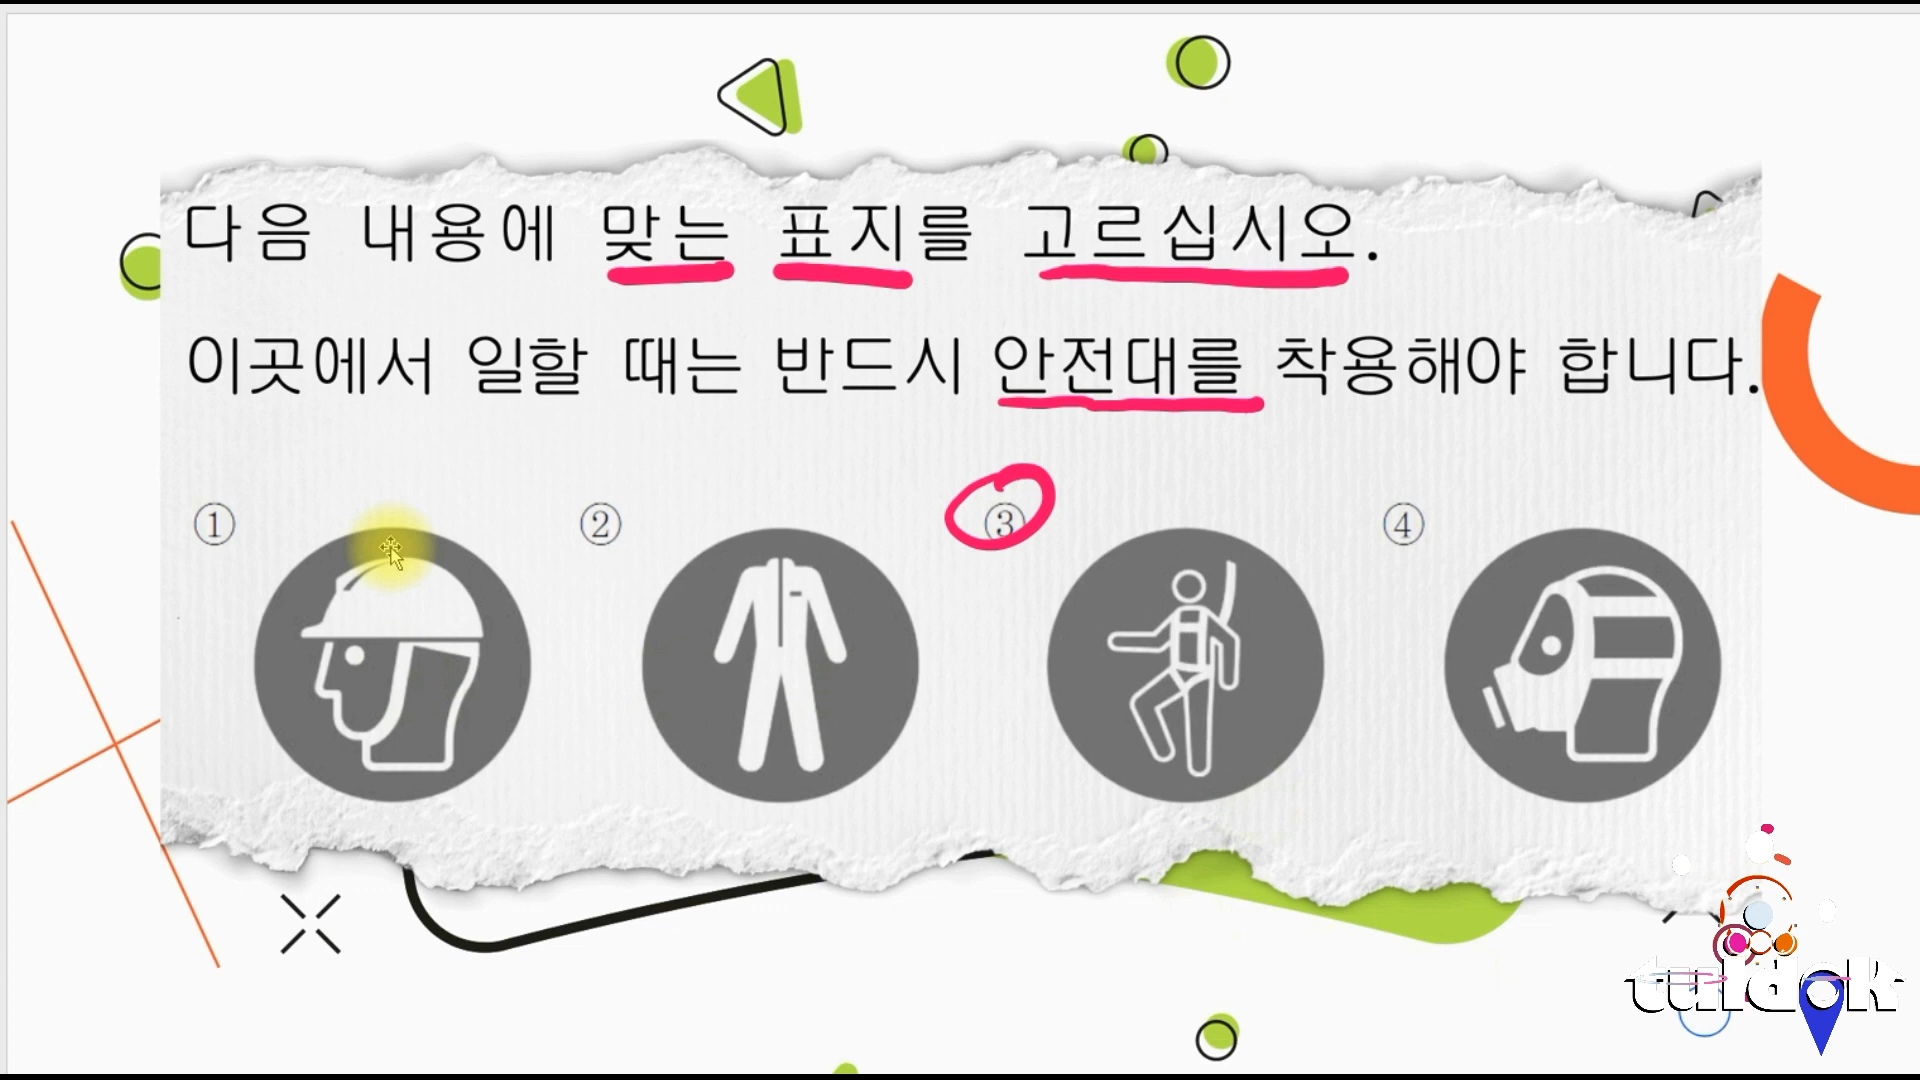 다음 내용에 맞는 표지를 고르십시오.
이곳에서 일할 때는 반드시 안전대를 착용해야 합니다.
① ② ③ ④
tuldok